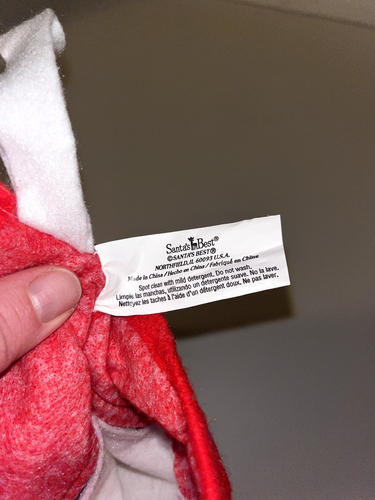 Santa's Best®
©SANTA'S BEST®
NORTHFIELD, IL 60093 U.S.A.
Made in China / Hecho en China / Fabriqué en Chine
Spot clean with mild detergent. Do not wash.
Limpie las manchas, utilizando un detergente suave. No la lave.
Nettoyez les taches à l'aide d'un détergent doux. Ne pas laver.